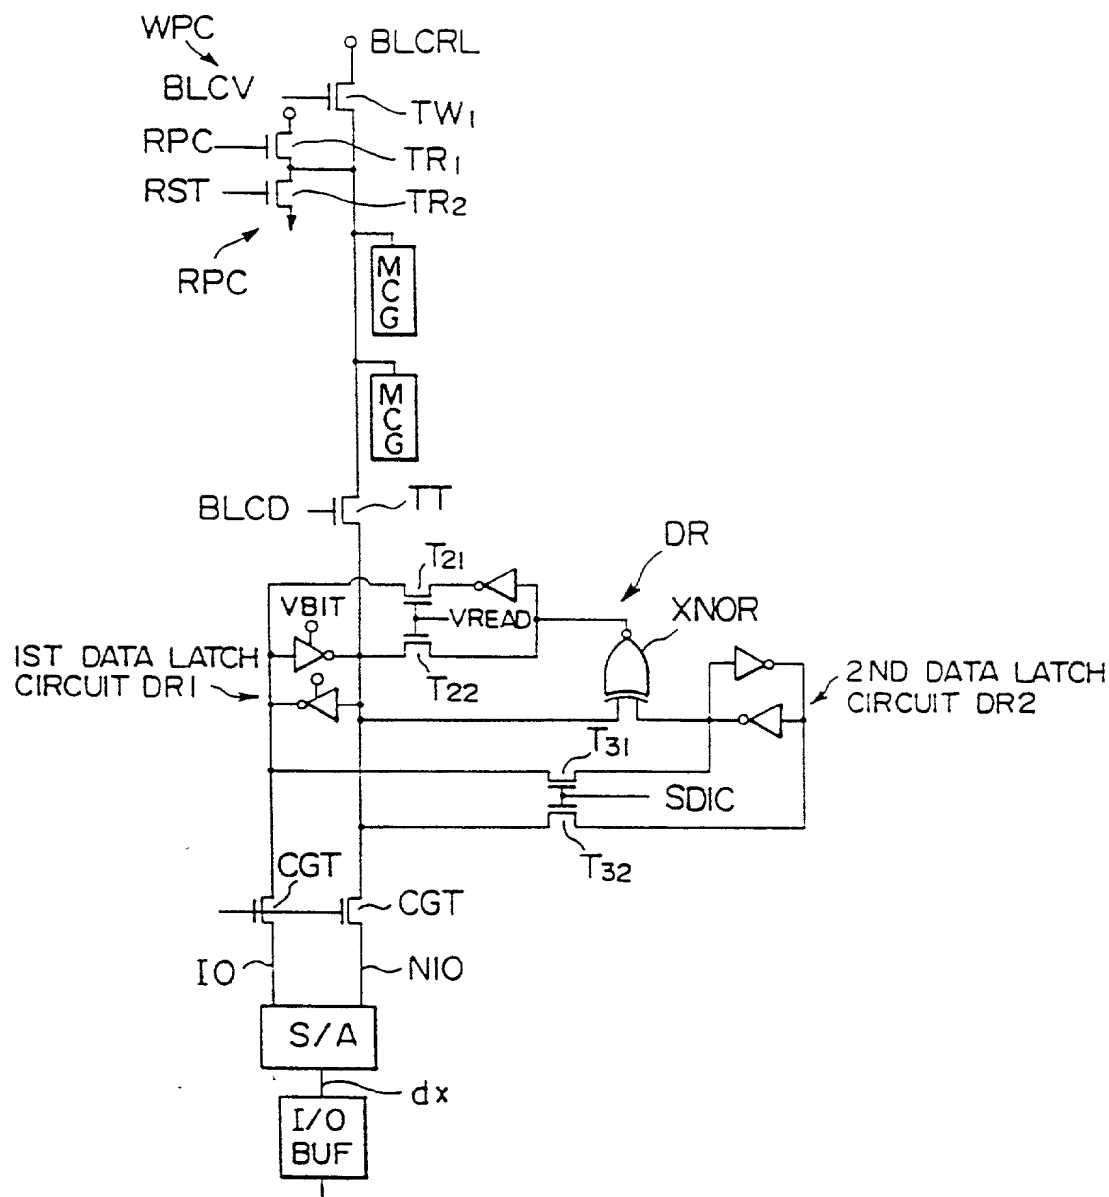 WPC
BLCRL
BLCV
TW1
RPC
TR1
RST
TR2
RPC
MCG
MCG
BLCD
TT
DR
T21
VBIT
VREAD
XNOR
1ST DATA LATCH
CIRCUIT DR1
T22
2ND DATA LATCH
CIRCUIT DR2
T31
SDIC
T32
CGT
CGT
IO
NIO
S/A
dx
I/O
BUF